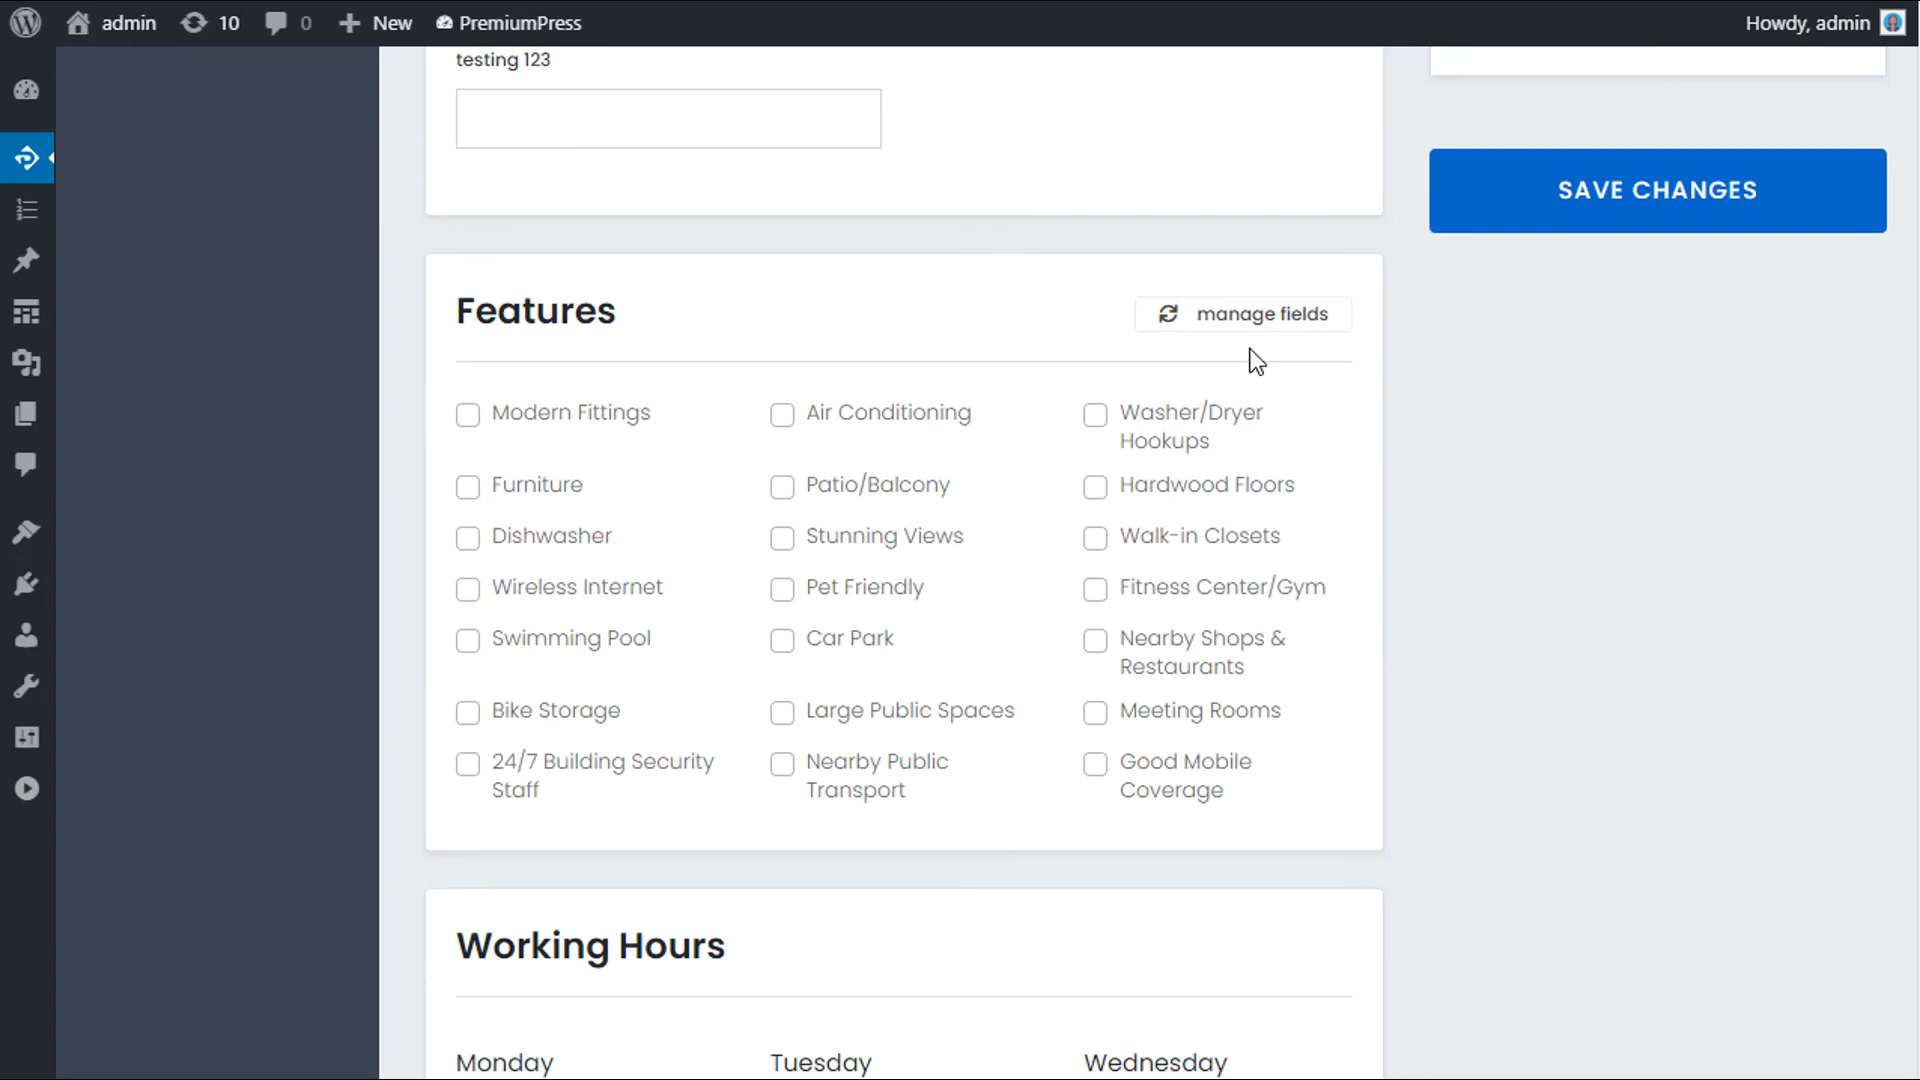 admin 10 0 New PremiumPress Howdy, admin
testing 123
SAVE CHANGES
Features manage fields
Modern Fittings Air Conditioning Washer/Dryer
Hookups
Furniture Patio/Balcony Hardwood Floors
Dishwasher Stunning Views Walk-in Closets
Wireless Internet Pet Friendly Fitness Center/Gym
Swimming Pool Car Park Nearby Shops &
Restaurants
Bike Storage Large Public Spaces Meeting Rooms
24/7 Building Security Nearby Public Good Mobile
Staff Transport Coverage
Working Hours
Monday Tuesday Wednesday